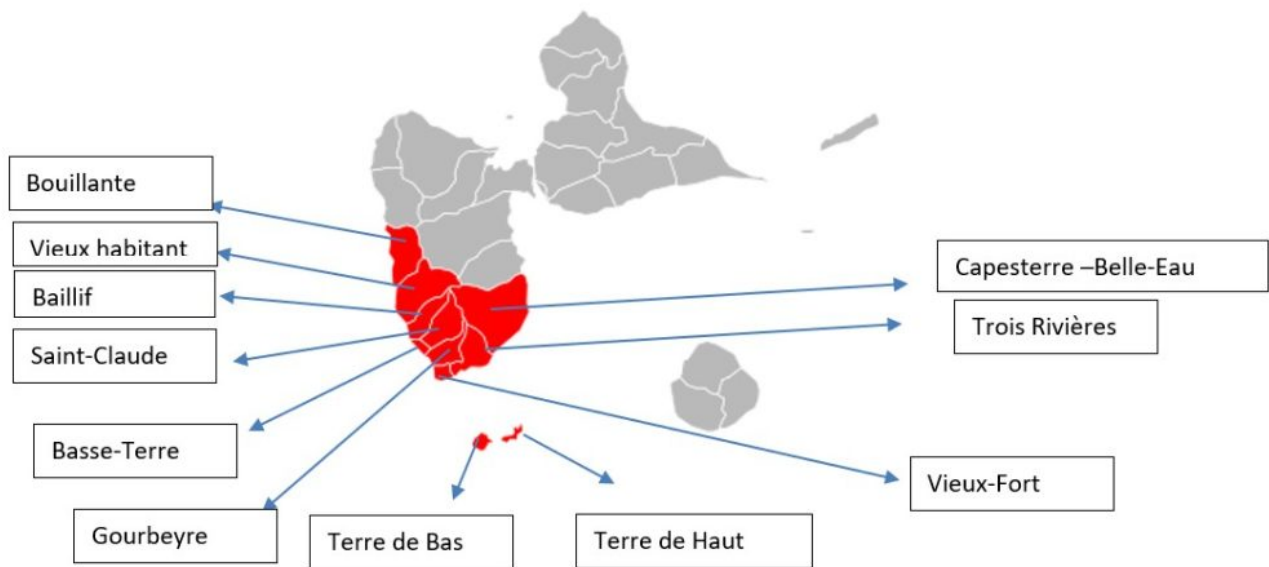 Bouillante
Vieux habitant
Baillif
Saint-Claude
Basse-Terre
Gourbeyre
Terre de Bas
Terre de Haut
Capesterre –Belle-Eau
Trois Rivières
Vieux-Fort